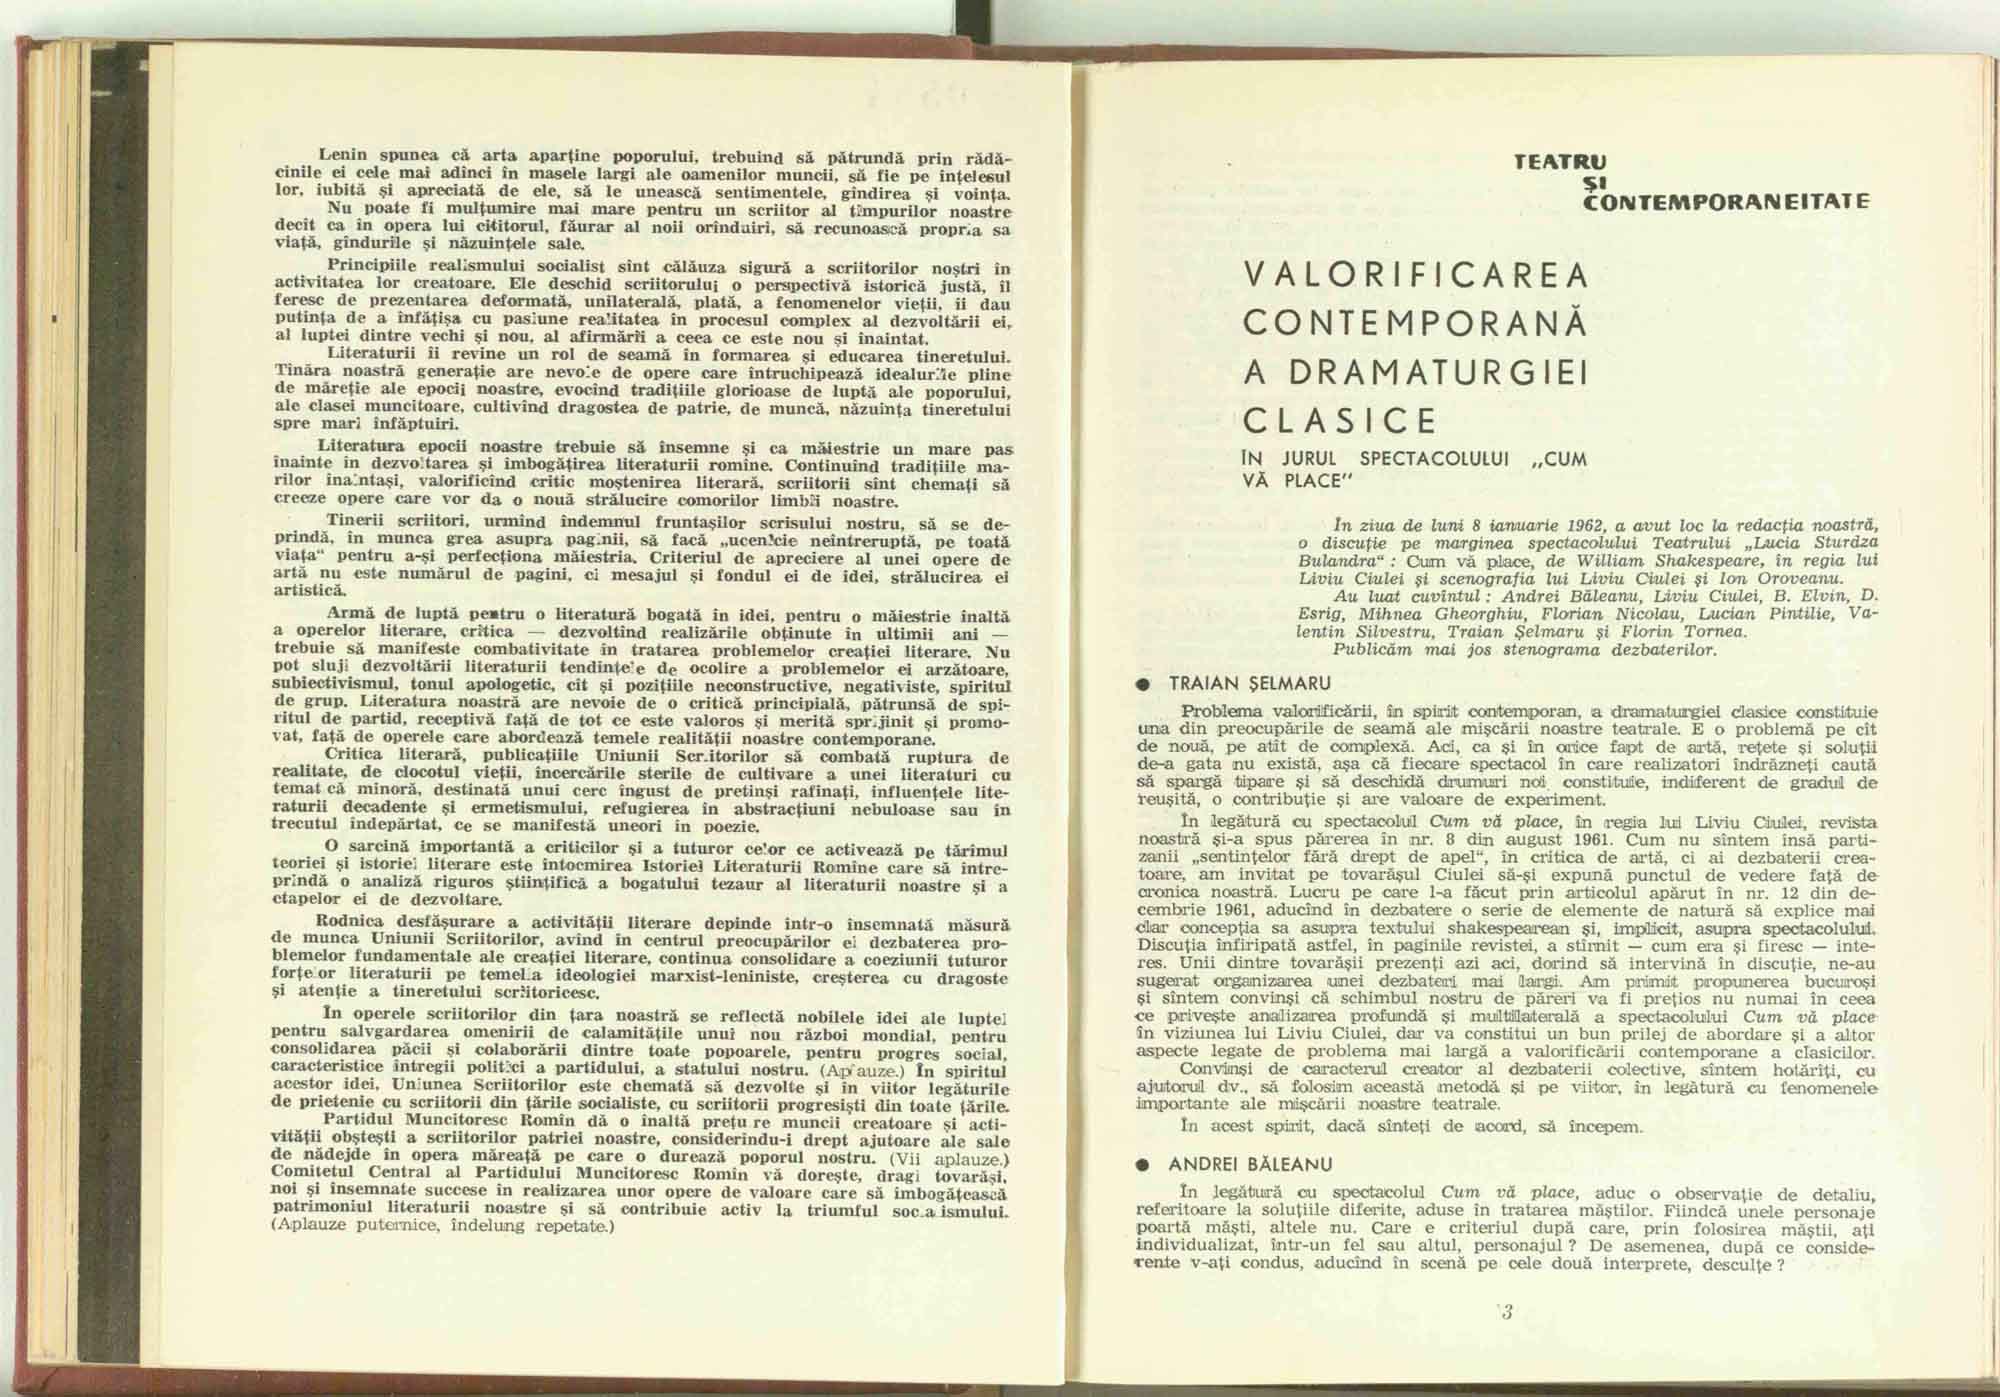 Lenin spunea că arta aparține poporului, trebuind să pătrundă prin rădă-
cinile ei cele mai adînci în masele largi ale oamenilor muncii, să fie pe înțelesul
lor, iubită și apreciată de ele, să le unească sentimentele, gîndirea și voința.
Nu poate fi mulțumire mai mare pentru un scriitor al timpurilor noastre
decît ca în opera lui cititorul, făurar al noii orînduiri, să recunoască propria sa
viață, gîndurile și năzuințele sale.
Principiile realismului socialist sînt călăuza sigură a scriitorilor noștri în
activitatea lor creatoare. Ele deschid scriitorului o perspectivă istorică justă, îl
feresc de prezentarea deformată, unilaterală, plată, a fenomenelor vieții, îi dau
putința de a înfățișa cu pasiune realitatea în procesul complex al dezvoltării ei,
al luptei dintre vechi și nou, al afirmării a ceea ce este nou și înaintat.
Literaturii îi revine un rol de seamă în formarea și educarea tineretului.
Tînăra noastră generație are nevoie de opere care întruchipează idealurile pline
de măreție ale epocii noastre, evocînd tradițiile glorioase de luptă ale poporului,
ale clasei muncitoare, cultivînd dragostea de patrie, de muncă, năzuința tineretului
spre mari înfăptuiri.
Literatura epocii noastre trebuie să însemne și ca măiestrie un mare pas
înainte în dezvoltarea și îmbogățirea literaturii romîne. Continuînd tradițiile ma-
rilor înaintași, valorificînd critic moștenirea literară, scriitorii sînt chemați să
creeze opere care vor da o nouă strălucire comorilor limbii noastre.
Tinerii scriitori, urmînd îndemnul fruntașilor scrisului nostru, să se de-
prindă, în munca grea asupra paginii, să facă „ucenicie neîntreruptă, pe toată
viața“ pentru a-și perfecționa măiestria. Criteriul de apreciere al unei opere de
artă nu este numărul de pagini, ci mesajul și fondul ei de idei, strălucirea ei
artistică.
Armă de luptă pentru o literatură bogată în idei, pentru o măiestrie înaltă
a operelor literare, critica — dezvoltînd realizările obținute în ultimii ani —
trebuie să manifeste combativitate în tratarea problemelor creației literare. Nu
pot sluji dezvoltării literaturii tendințele de ocolire a problemelor ei arzătoare,
subiectivismul, tonul apologetic, cît și pozițiile neconstructive, negativiste, spiritul
de grup. Literatura noastră are nevoie de o critică principială, pătrunsă de spi-
ritul de partid, receptivă față de tot ce este valoros și merită sprijinit și promo-
vat, față de operele care abordează temele realității noastre contemporane.
Critica literară, publicațiile Uniunii Scriitorilor să combată ruptura de
realitate, de clocotul vieții, încercările sterile de cultivare a unei literaturi cu
tematică minoră, destinată unui cerc îngust de pretinși rafinați, influențele lite-
raturii decadente și ermetismului, refugierea în abstracțiuni nebuloase sau în
trecutul îndepărtat, ce se manifestă uneori în poezie.
O sarcină importantă a criticilor și a tuturor celor ce activează pe tărîmul
teoriei și istoriei literare este întocmirea Istoriei Literaturii Romîne care să între-
prindă o analiză riguros științifică a bogatului tezaur al literaturii noastre și a
etapelor ei de dezvoltare.
Rodnica desfășurare a activității literare depinde într-o însemnată măsură
de munca Uniunii Scriitorilor, avînd în centrul preocupărilor ei dezbaterea pro-
blemelor fundamentale ale creației literare, continua consolidare a coeziunii tuturor
forțelor literaturii pe temelia ideologiei marxist-leniniste, creșterea cu dragoste
și atenție a tineretului scriitoricesc.
În operele scriitorilor din țara noastră se reflectă nobilele idei ale luptei
pentru salvgardarea omenirii de calamitățile unui nou război mondial, pentru
consolidarea păcii și colaborării dintre toate popoarele, pentru progres social,
caracteristice întregii politici a partidului, a statului nostru. (Aplauze.) În spiritul
acestor idei, Uniunea Scriitorilor este chemată să dezvolte și în viitor legăturile
de prietenie cu scriitorii din țările socialiste, cu scriitorii progresiști din toate țările.
Partidul Muncitoresc Romîn dă o înaltă prețuire muncii creatoare și acti-
vității obștești a scriitorilor patriei noastre, considerîndu-i drept ajutoare ale sale
de nădejde în opera măreață pe care o durează poporul nostru. (Vii aplauze.)
Comitetul Central al Partidului Muncitoresc Romîn vă dorește, dragi tovarăși,
noi și însemnate succese în realizarea unor opere de valoare care să îmbogățească
patrimoniul literaturii noastre și să contribuie activ la triumful socialismului.
(Aplauze puternice, îndelung repetate.)
TEATRU
ȘI
CONTEMPORANEITATE
VALORIFICAREA
CONTEMPORANĂ
A DRAMATURGIEI
CLASICE
ÎN JURUL SPECTACOLULUI „CUM
VĂ PLACE“
În ziua de luni 8 ianuarie 1962, a avut loc la redacția noastră,
o discuție pe marginea spectacolului Teatrului „Lucia Sturdza
Bulandra“ : Cum vă place, de William Shakespeare, în regia lui
Liviu Ciulei și scenografia lui Liviu Ciulei și Ion Oroveanu.
Au luat cuvîntul : Andrei Băleanu, Liviu Ciulei, B. Elvin, D.
Esrig, Mihnea Gheorghiu, Florian Nicolau, Lucian Pintilie, Va-
lentin Silvestru, Traian Șelmaru și Florin Tornea.
Publicăm mai jos stenograma dezbaterilor.
● TRAIAN ȘELMARU
Problema valorificării, în spirit contemporan, a dramaturgiei clasice constituie
una din preocupările de seamă ale mișcării noastre teatrale. E o problemă pe cît
de nouă, pe atît de complexă. Aci, ca și în orice fapt de artă, rețete și soluții
de-a gata nu există, așa că fiecare spectacol în care realizatori îndrăzneți caută
să spargă tipare și să deschidă drumuri noi constituie, indiferent de gradul de
reușită, o contribuție și are valoare de experiment.
În legătură cu spectacolul Cum vă place, în regia lui Liviu Ciulei, revista
noastră și-a spus părerea în nr. 8 din august 1961. Cum nu sîntem însă parti-
zanii „sentințelor fără drept de apel“, în critica de artă, ci ai dezbaterii crea-
toare, am invitat pe tovarășul Ciulei să-și expună punctul de vedere față de
cronica noastră. Lucru pe care l-a făcut prin articolul apărut în nr. 12 din de-
cembrie 1961, aducînd în dezbatere o serie de elemente de natură să explice mai
clar concepția sa asupra textului shakespearean și, implicit, asupra spectacolului.
Discuția înfiripată astfel, în paginile revistei, a stîrnit — cum era și firesc — inte-
res. Unii dintre tovarășii prezenți azi aci, dorind să intervină în discuție, ne-au
sugerat organizarea unei dezbateri mai largi. Am primit propunerea bucuroși
și sîntem convinși că schimbul nostru de păreri va fi prețios nu numai în ceea
ce privește analizarea profundă și multilaterală a spectacolului Cum vă place
în viziunea lui Liviu Ciulei, dar va constitui un bun prilej de abordare și a altor
aspecte legate de problema mai largă a valorificării contemporane a clasicilor.
Convinși de caracterul creator al dezbaterii colective, sîntem hotărîți, cu
ajutorul dv., să folosim această metodă și pe viitor, în legătură cu fenomenele
importante ale mișcării noastre teatrale.
În acest spirit, dacă sînteți de acord, să începem.
● ANDREI BĂLEANU
În legătură cu spectacolul Cum vă place, aduc o observație de detaliu,
referitoare la soluțiile diferite, aduse în tratarea măștilor. Fiindcă unele personaje
poartă măști, altele nu. Care e criteriul după care, prin folosirea măștii, ați
individualizat, într-un fel sau altul, personajul ? De asemenea, după ce conside-
rente v-ați condus, aducînd în scenă pe cele două interprete, desculțe ?
3